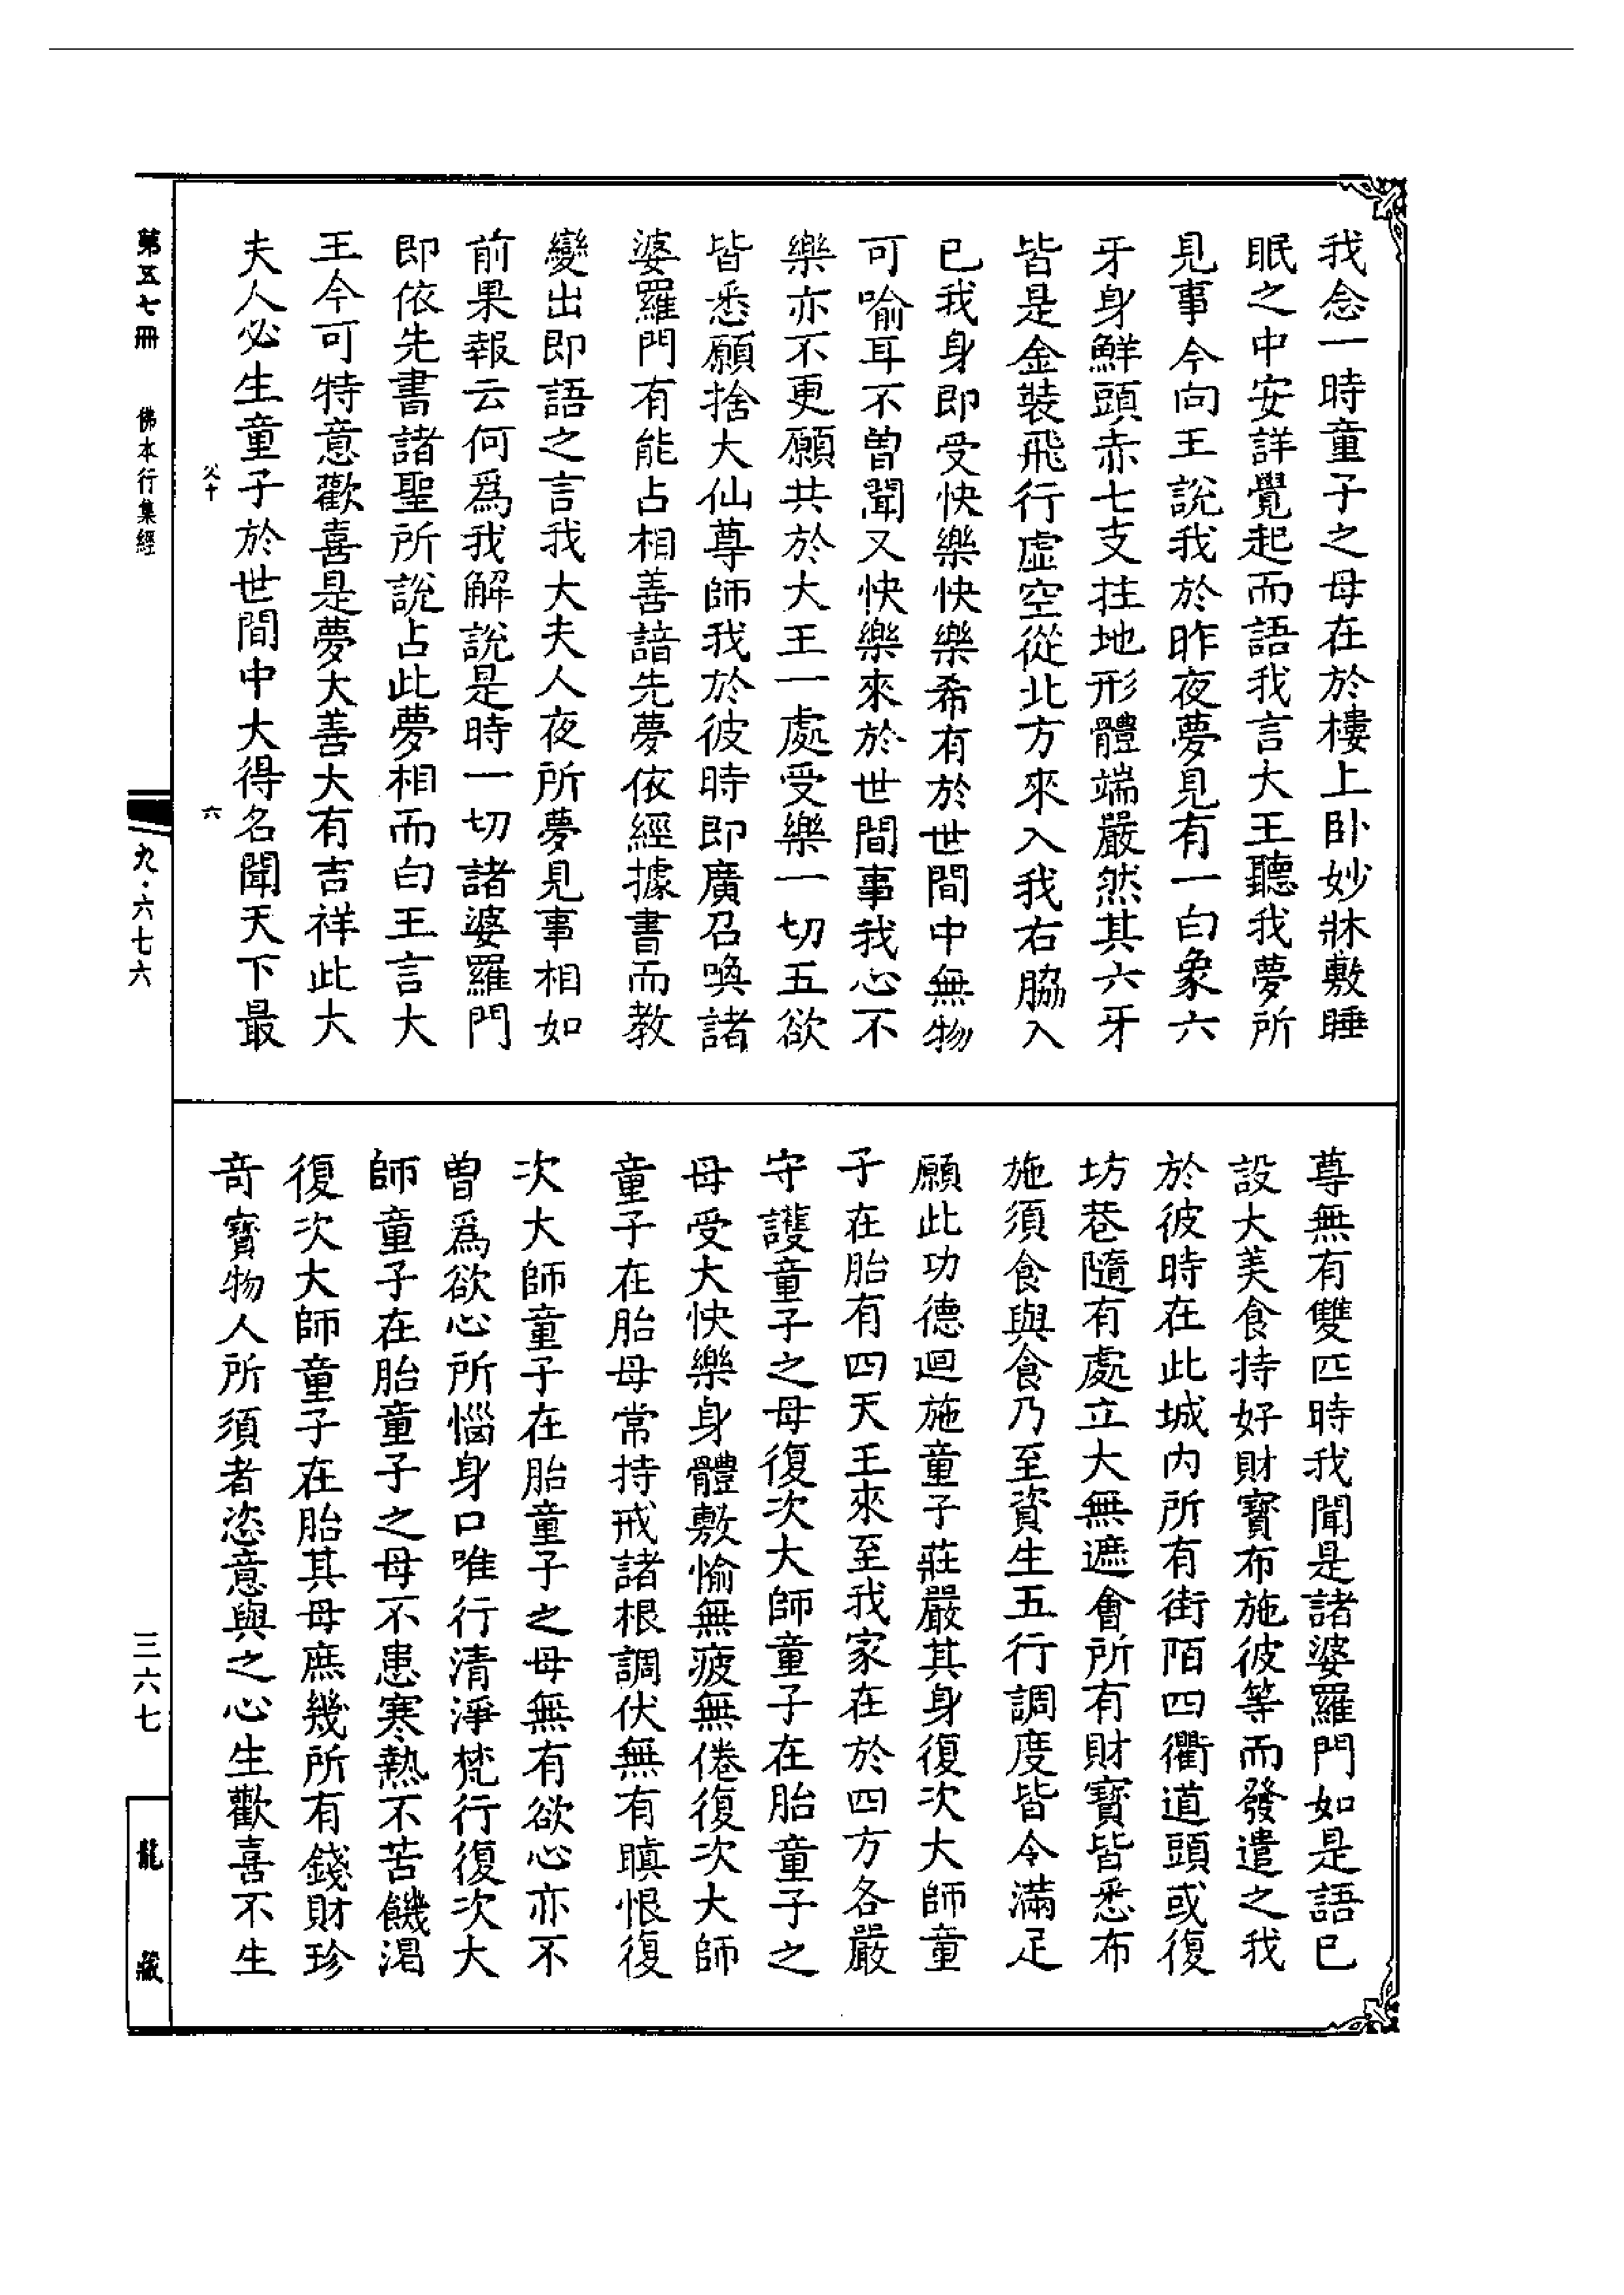 我念一時童子之母在於樓上卧妙牀敷睡
眠之中安詳覺起而語我言大王聽我夢所
見事今向王說我於昨夜夢見有一白象六
牙身鮮頭赤七支拄地形體端嚴然其六牙
皆是金裝飛行虛空從北方來入我右脇入
已我身即受快樂快樂希有於世間中無物
可喻耳不曽聞又快樂來於世間事我心不
樂亦不更願共於大王一處受樂一切五欲
皆悉願捨大仙尊師我於彼時即廣召喚諸
婆羅門有能占相善諳先夢依經據書而教
變出即語之言我大夫人夜所夢見事相如
前果報云何爲我解說是時一切諸婆羅門
即依先書諸聖所說占此夢相而白王言大
王今可特意歡喜是夢大善大有吉祥此大
夫人必生童子於世間中大得名聞天下最
父十
六
尊無有雙匹時我聞是諸婆羅門如是語已
設大美食持好財寶布施彼等而發遣之我
於彼時在此城內所有街陌四衢道頭或復
坊巷隨有處立大無遮會所有財寶皆悉布
施須食與食乃至資生五行調度皆令滿足
願此功德迴施童子莊嚴其身復次大師童
子在胎有四天王來至我家在於四方各嚴
守護童子之母復次大師童子在胎童子之
母受大快樂身體敷愉無疲無倦復次大師
童子在胎母常持戒諸根調伏無有瞋恨復
次大師童子在胎童子之母無有欲心亦不
曽爲欲心所惱身口唯行清淨梵行復次大
師童子在胎童子之母不患寒熱不苦饑渴
復次大師童子在胎其母庶幾所有錢財珍
竒寶物人所須者恣意與之心生歡喜不生
第五七冊
佛本行集經
九·六七六
三六七
龍藏